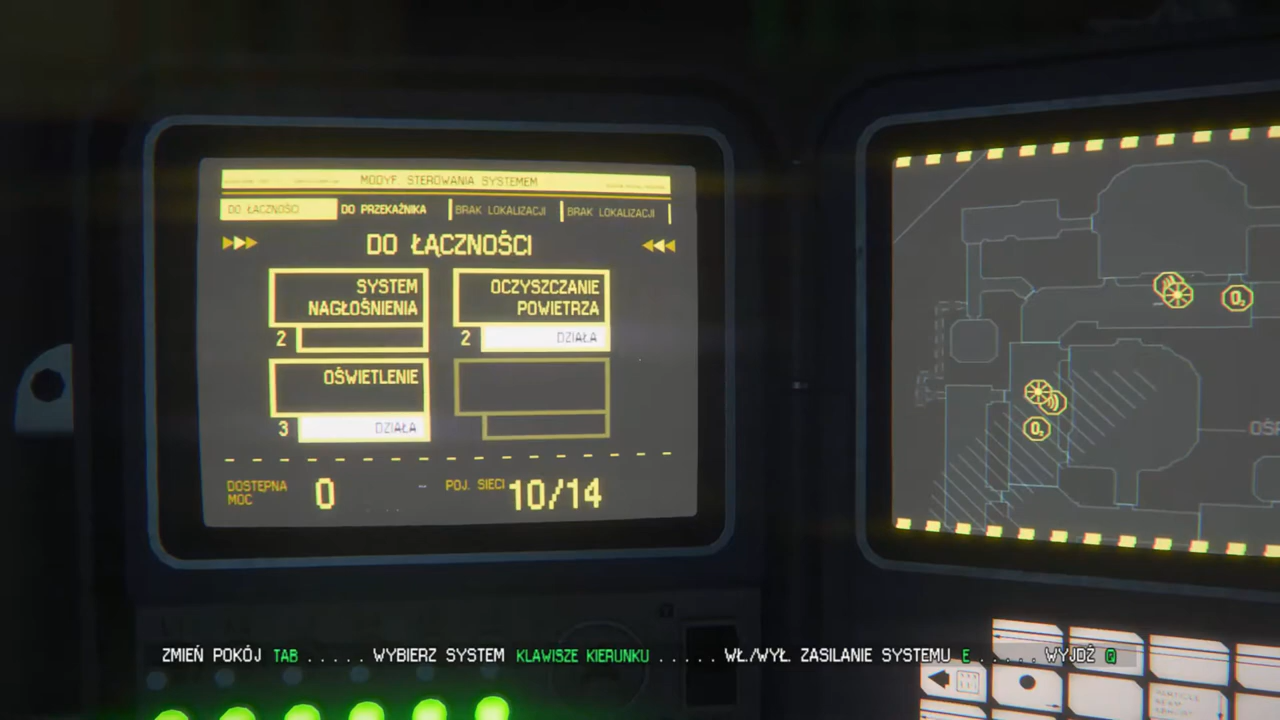 MODYF. STEROWANIA SYSTEMEM
DO ŁĄCZNOŚCI DO PRZEKAŹNIKA BRAK LOKALIZACJI BRAK LOKALIZACJI
DO ŁĄCZNOŚCI
SYSTEM NAGŁOŚNIENIA
2
OCZYSZCZANIE POWIETRZA
2 DZIAŁA
OŚWIETLENIE
3 DZIAŁA
DOSTĘPNA MOC 0
POJ. SIECI 10/14
O₂
O₂
ZMIEŃ POKÓJ TAB ..... WYBIERZ SYSTEM KLAWISZE KIERUNKU ..... WŁ./WYŁ. ZASILANIE SYSTEMU E ..... WYJDŹ Q